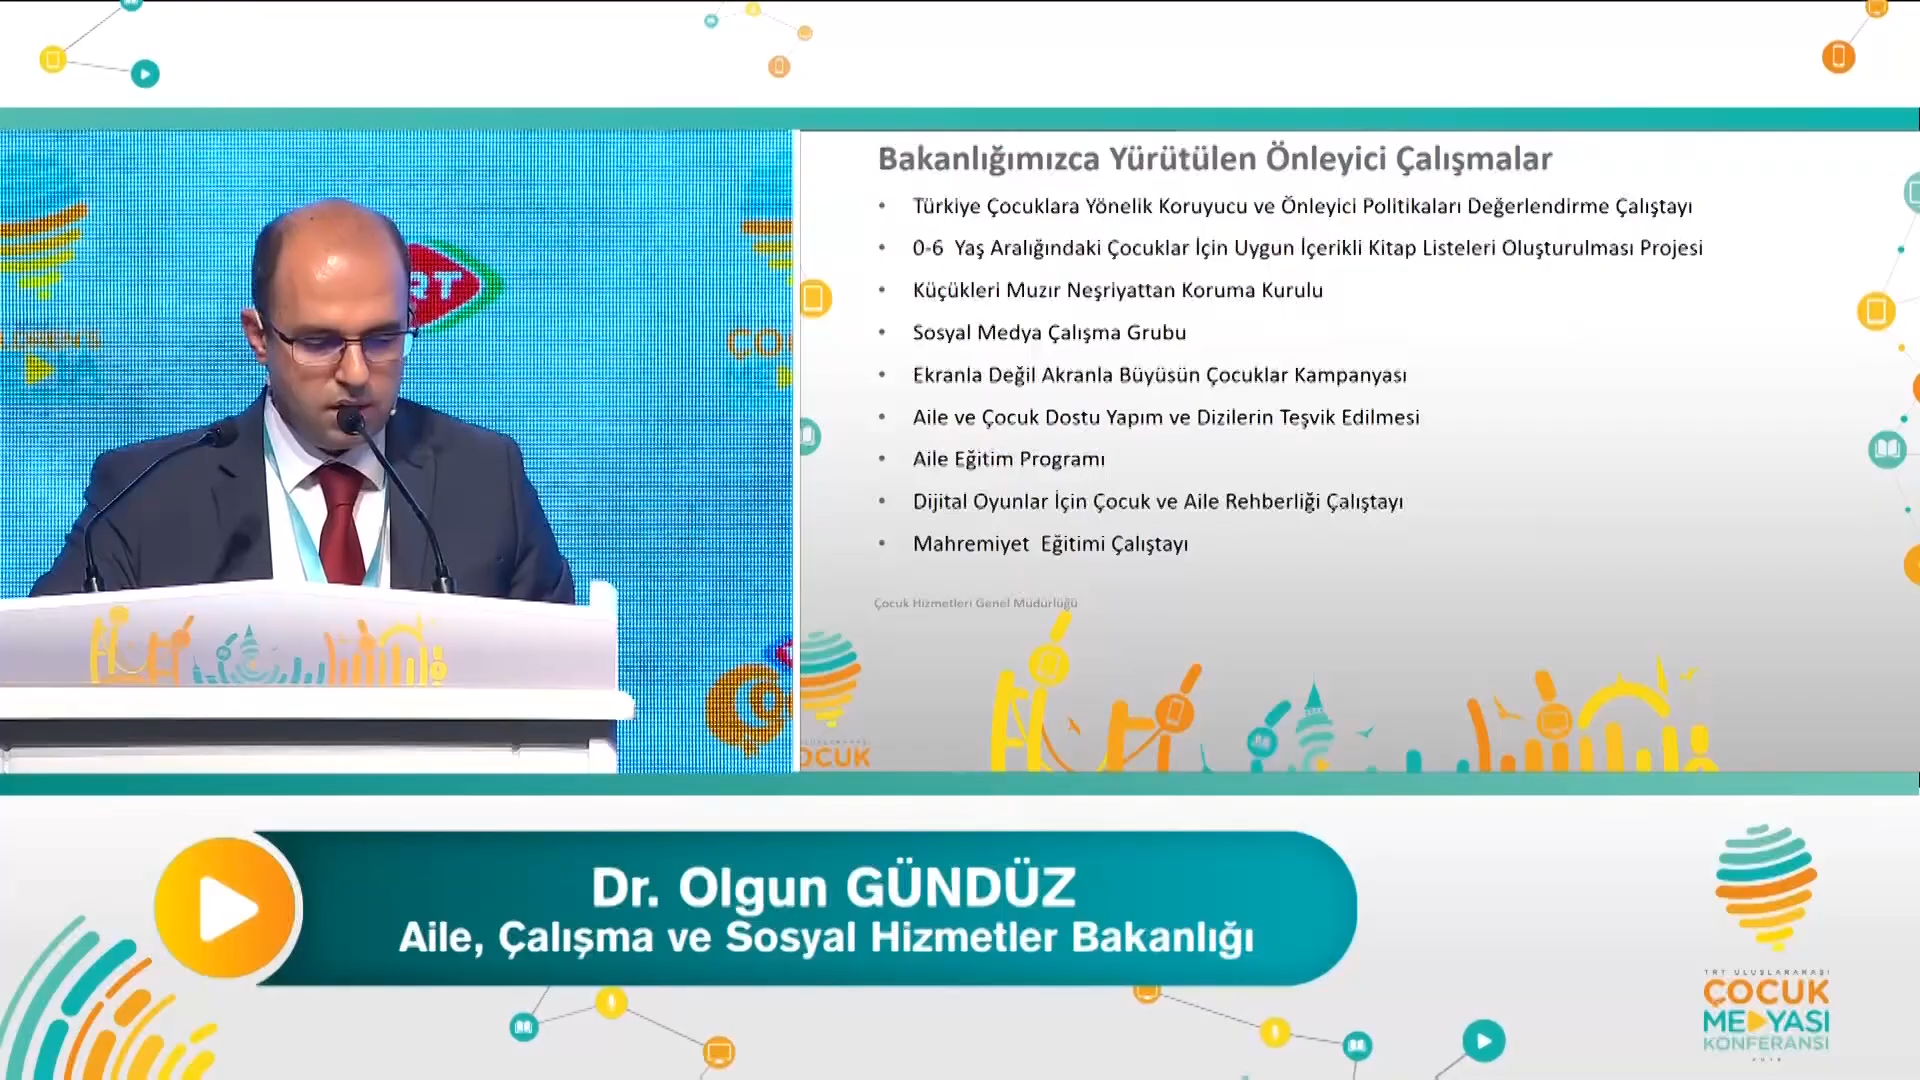 Bakanlığımızca Yürütülen Önleyici Çalışmalar
• Türkiye Çocuklara Yönelik Koruyucu ve Önleyici Politikaları Değerlendirme Çalıştayı
• 0-6 Yaş Aralığındaki Çocuklar İçin Uygun İçerikli Kitap Listeleri Oluşturulması Projesi
• Küçükleri Muzır Neşriyattan Koruma Kurulu
• Sosyal Medya Çalışma Grubu
• Ekranla Değil Akranla Büyüsün Çocuklar Kampanyası
• Aile ve Çocuk Dostu Yapım ve Dizilerin Teşvik Edilmesi
• Aile Eğitim Programı
• Dijital Oyunlar İçin Çocuk ve Aile Rehberliği Çalıştayı
• Mahremiyet Eğitimi Çalıştayı
Çocuk Hizmetleri Genel Müdürlüğü
Dr. Olgun GÜNDÜZ
Aile, Çalışma ve Sosyal Hizmetler Bakanlığı
TRT ULUSLARARASI
ÇOCUK
MEDYASI
KONFERANSI